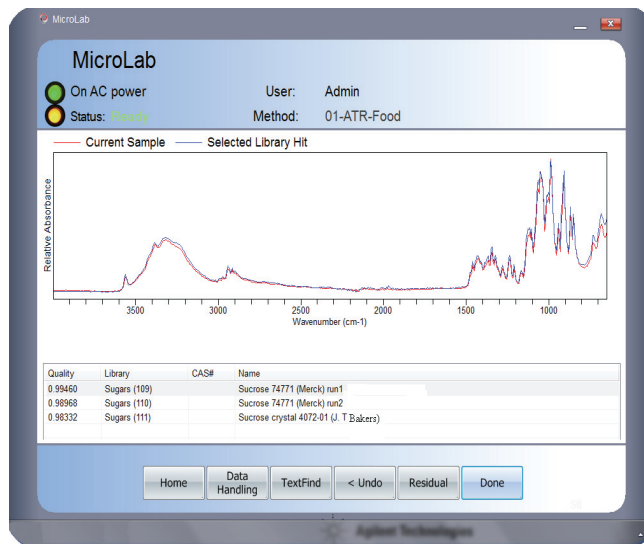 MicroLab
MicroLab
On AC power User: Admin
Status: Ready Method: 01-ATR-Food
Current Sample Selected Library Hit
Relative Absorbance
3500 3000 2500 2000 1500 1000
Wavenumber (cm-1)
Quality Library CAS# Name
0.99460 Sugars (109) Sucrose 74771 (Merck) run1
0.98968 Sugars (110) Sucrose 74771 (Merck) run2
0.98332 Sugars (111) Sucrose crystal 4072-01 (J. T Bakers)
Home Data Handling TextFind < Undo Residual Done
Agilent Technologies